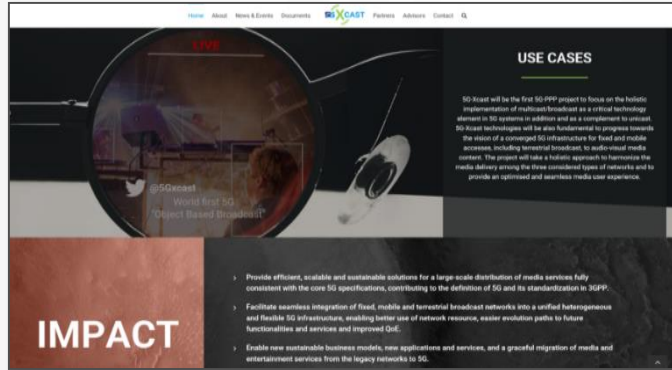 Home About News & Events Documents 5G XCAST Partners Advisors Contact
LIVE
@5Gxcast
World first 5G
"Object Based Broadcast"
USE CASES
5G-Xcast will be the first 5G-PPP project to focus on the holistic
implementation of multicast/broadcast as a critical technology
element in 5G systems in addition and as a complement to unicast.
5G-Xcast technologies will be also fundamental to progress towards
the vision of a converged 5G infrastructure for fixed and mobile
accesses, including terrestrial broadcast, to audio-visual media
content. The project will take a holistic approach to harmonize the
media delivery among the three considered types of networks and to
provide an optimised and seamless media user experience.
IMPACT
› Provide efficient, scalable and sustainable solutions for a large-scale distribution of media services fully
consistent with the core 5G specifications, contributing to the definition of 5G and its standardization in 3GPP.
› Facilitate seamless integration of fixed, mobile and terrestrial broadcast networks into a unified heterogeneous
and flexible 5G infrastructure, enabling better use of network resource, easier evolution paths to future
functionalities and services and improved QoE.
› Enable new sustainable business models, new applications and services, and a graceful migration of media and
entertainment services from the legacy networks to 5G.